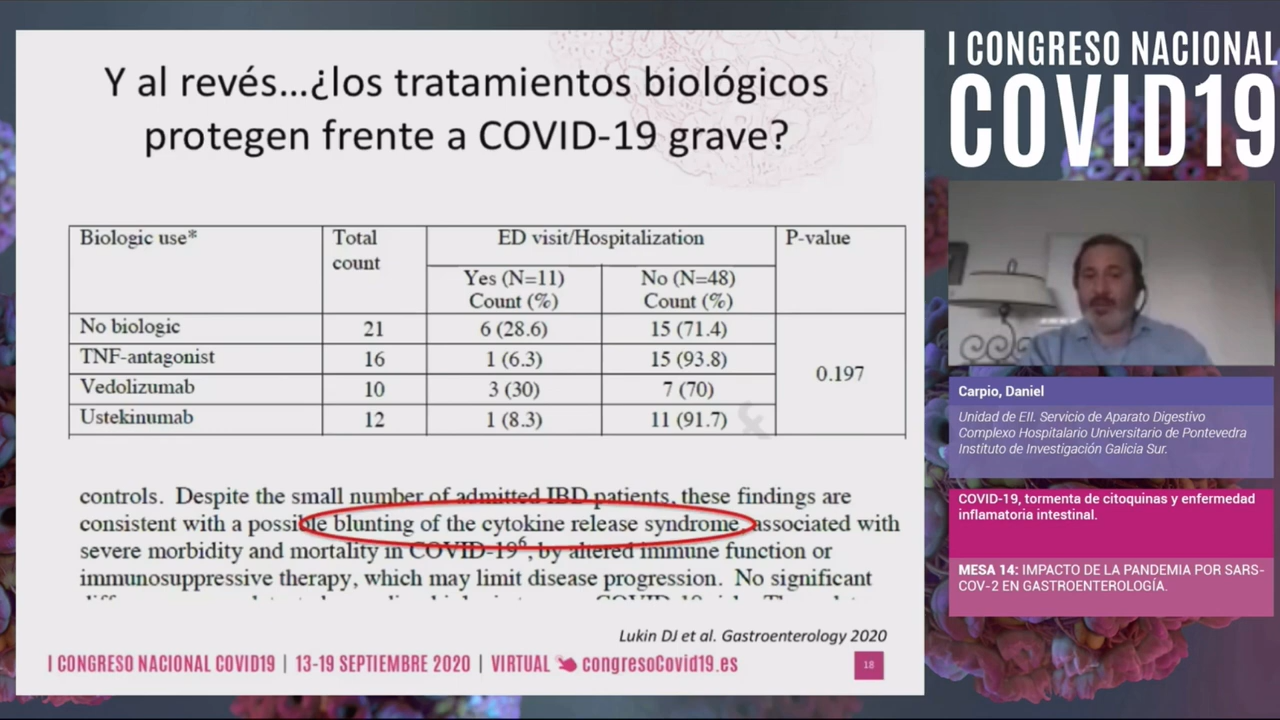 Y al revés...¿los tratamientos biológicos
protegen frente a COVID-19 grave?
Biologic use*
Total
count
ED visit/Hospitalization
P-value
Yes (N=11)
Count (%)
No (N=48)
Count (%)
No biologic 21 6 (28.6) 15 (71.4)
TNF-antagonist 16 1 (6.3) 15 (93.8)
0.197
Vedolizumab 10 3 (30) 7 (70)
Ustekinumab 12 1 (8.3) 11 (91.7)
controls. Despite the small number of admitted IBD patients, these findings are
consistent with a possible blunting of the cytokine release syndrome, associated with
severe morbidity and mortality in COVID-19⁶, by altered immune function or
immunosuppressive therapy, which may limit disease progression. No significant
Lukin DJ et al. Gastroenterology 2020
I CONGRESO NACIONAL COVID19 | 13-19 SEPTIEMBRE 2020 | VIRTUAL congresoCovid19.es
18
I CONGRESO NACIONAL
COVID19
Carpio, Daniel
Unidad de EII. Servicio de Aparato Digestivo
Complexo Hospitalario Universitario de Pontevedra
Instituto de Investigación Galicia Sur.
COVID-19, tormenta de citoquinas y enfermedad
inflamatoria intestinal.
MESA 14: IMPACTO DE LA PANDEMIA POR SARS-
COV-2 EN GASTROENTEROLOGÍA.